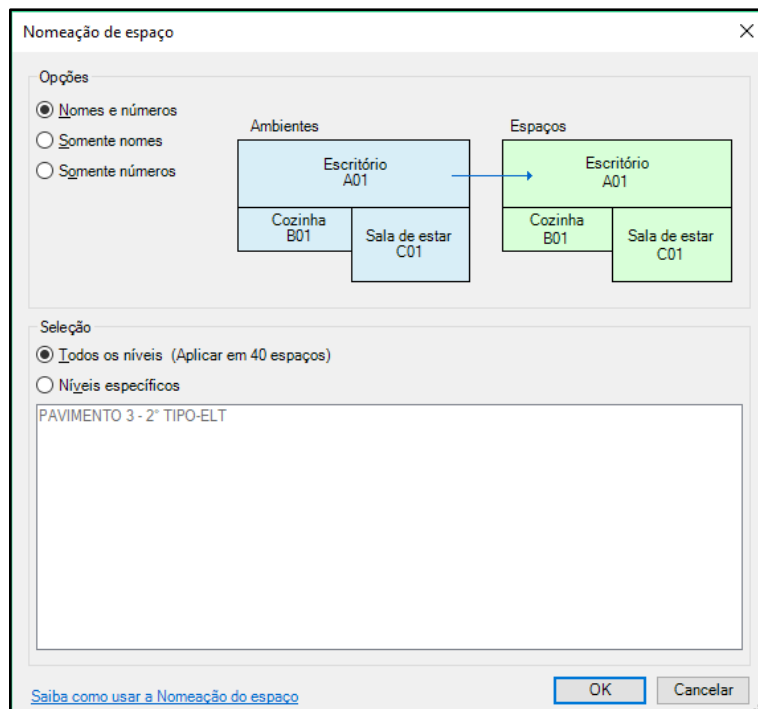 Nomeação de espaço
Opções
Nomes e números
Somente nomes
Somente números
Ambientes
Escritório
A01
Cozinha
B01
Sala de estar
C01
Espaços
Escritório
A01
Cozinha
B01
Sala de estar
C01
Seleção
Todos os níveis (Aplicar em 40 espaços)
Níveis específicos
PAVIMENTO 3 - 2° TIPO-ELT
Saiba como usar a Nomeação do espaço
OK
Cancelar